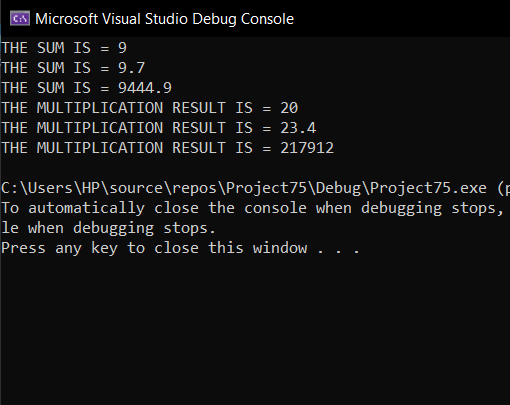 Microsoft Visual Studio Debug Console
THE SUM IS = 9
THE SUM IS = 9.7
THE SUM IS = 9444.9
THE MULTIPLICATION RESULT IS = 20
THE MULTIPLICATION RESULT IS = 23.4
THE MULTIPLICATION RESULT IS = 217912
C:\Users\HP\source\repos\Project75\Debug\Project75.exe (p
To automatically close the console when debugging stops,
le when debugging stops.
Press any key to close this window . . .